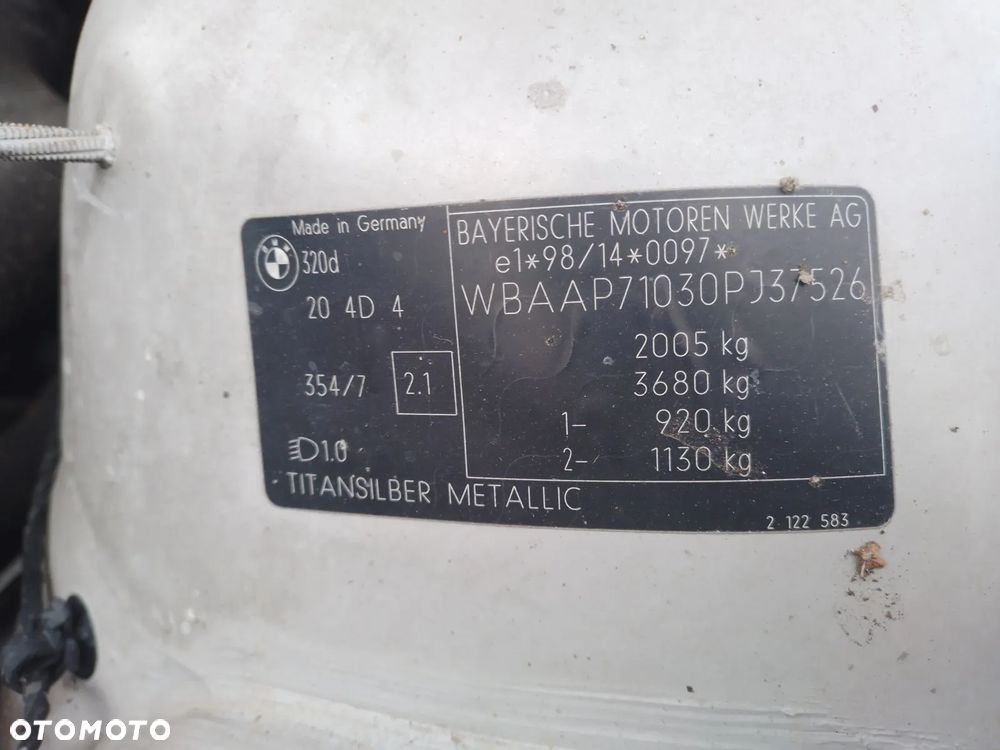 Made in Germany
320d
20 4D 4
354/7 2.1
D1.0
TITANSILBER METALLIC
BAYERISCHE MOTOREN WERKE AG
e1*98/14*0097*
WBAAP71030PJ37526
2005 kg
3680 kg
1- 920 kg
2- 1130 kg
2 122 583
OTOMOTO